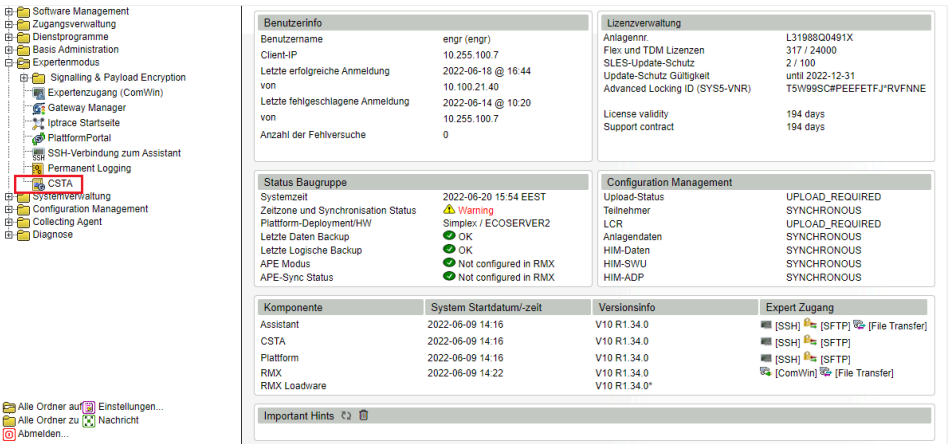 Software Management
Zugangsverwaltung
Dienstprogramme
Basis Administration
Expertenmodus
Signalling & Payload Encryption
Expertenzugang (ComWin)
Gateway Manager
Iptrace Startseite
PlattformPortal
SSH-Verbindung zum Assistant
Permanent Logging
CSTA
Systemverwaltung
Configuration Management
Collecting Agent
Diagnose
Alle Ordner auf Einstellungen...
Alle Ordner zu Nachricht
Abmelden...
Benutzerinfo
Benutzername engr (engr)
Client-IP 10.255.100.7
Letzte erfolgreiche Anmeldung 2022-06-18 @ 16:44
von 10.100.21.40
Letzte fehlgeschlagene Anmeldung 2022-06-14 @ 10:20
von 10.255.100.7
Anzahl der Fehlversuche 0
Lizenzverwaltung
Anlagennr. L31988Q0491X
Flex und TDM Lizenzen 317 / 24000
SLES-Update-Schutz 2 / 100
Update-Schutz Gültigkeit until 2022-12-31
Advanced Locking ID (SYS5-VNR) T5W99SC#PEEFETFJ*RVFNNE
License validity 194 days
Support contract 194 days
Status Baugruppe
Systemzeit 2022-06-20 15:54 EEST
Zeitzone und Synchronisation Status Warning
Plattform-Deployment/HW Simplex / ECOSERVER2
Letzte Daten Backup OK
Letzte Logische Backup OK
APE Modus Not configured in RMX
APE-Sync Status Not configured in RMX
Configuration Management
Upload-Status UPLOAD_REQUIRED
Teilnehmer SYNCHRONOUS
LCR UPLOAD_REQUIRED
Anlagendaten SYNCHRONOUS
HIM-Daten SYNCHRONOUS
HIM-SWU SYNCHRONOUS
HIM-ADP SYNCHRONOUS
Komponente System Startdatum/-zeit Versionsinfo Expert Zugang
Assistant 2022-06-09 14:16 V10 R1.34.0 [SSH] [SFTP] [File Transfer]
CSTA 2022-06-09 14:16 V10 R1.34.0 [SSH] [SFTP]
Plattform 2022-06-09 14:16 V10 R1.34.0 [SSH] [SFTP]
RMX 2022-06-09 14:22 V10 R1.34.0 [ComWin] [File Transfer]
RMX Loadware V10 R1.34.0*
Important Hints